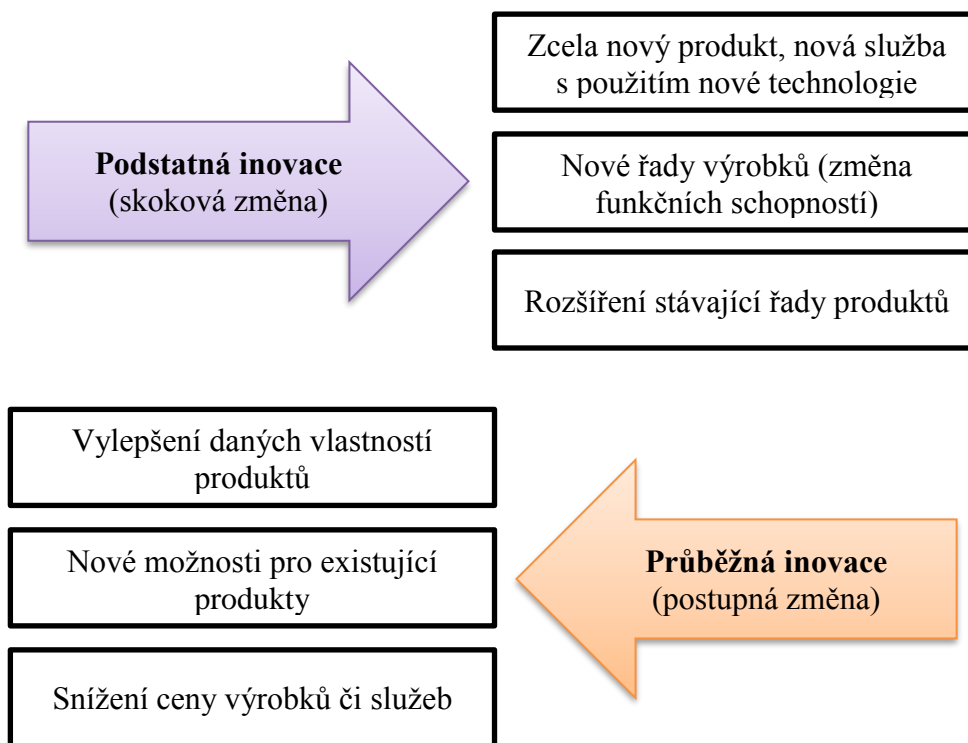 Zcela nový produkt, nová služba
s použitím nové technologie
Podstatná inovace
(skoková změna)
Nové řady výrobků (změna
funkčních schopností)
Rozšíření stávající řady produktů
Vylepšení daných vlastností
produktů
Nové možnosti pro existující
produkty
Průběžná inovace
(postupná změna)
Snížení ceny výrobků či služeb